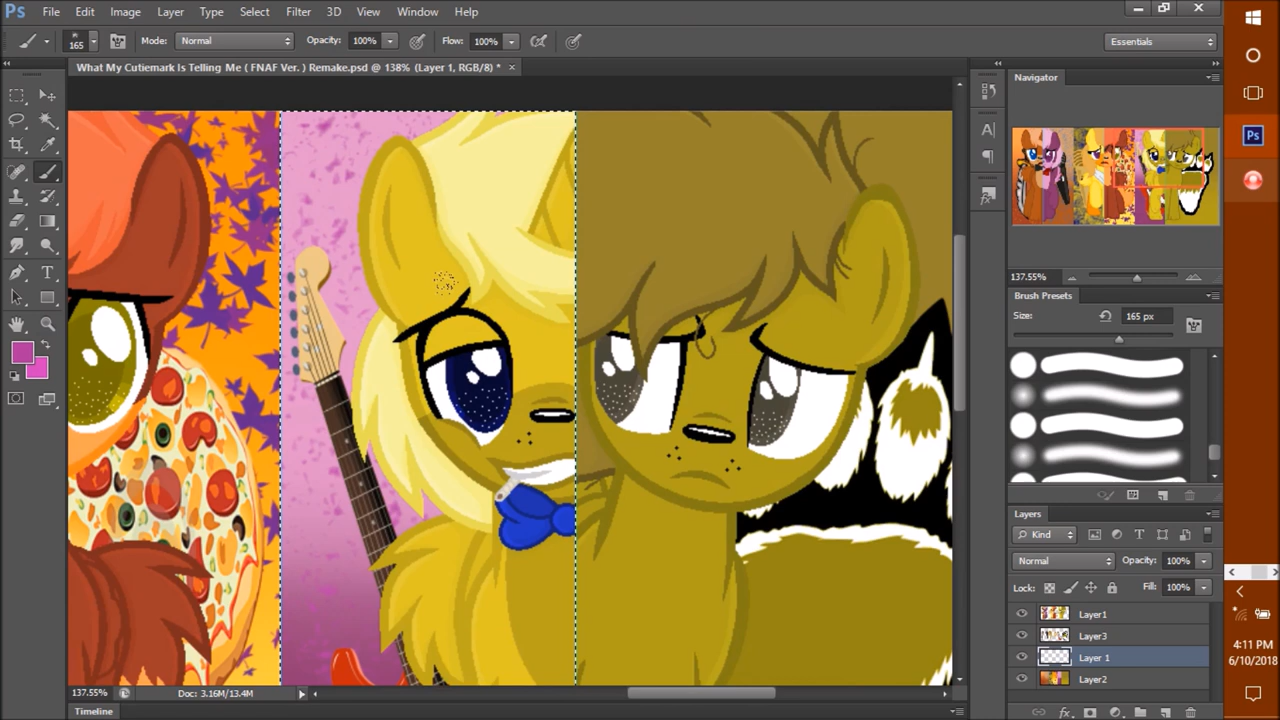 Ps File Edit Image Layer Type Select Filter 3D View Window Help
165 Mode: Normal Opacity: 100% Flow: 100% Essentials
What My Cutiemark Is Telling Me ( FNAF Ver. ) Remake.psd @ 138% (Layer 1, RGB/8) * ×
Navigator
Ps
137.55%
Brush Presets
Size: 165 px
Layers
Kind
Normal Opacity: 100%
Lock: Fill: 100%
Layer1
Layer3
Layer 1
Layer2
4:11 PM
6/10/2018
137.55% Doc: 3.16M/13.4M
Timeline